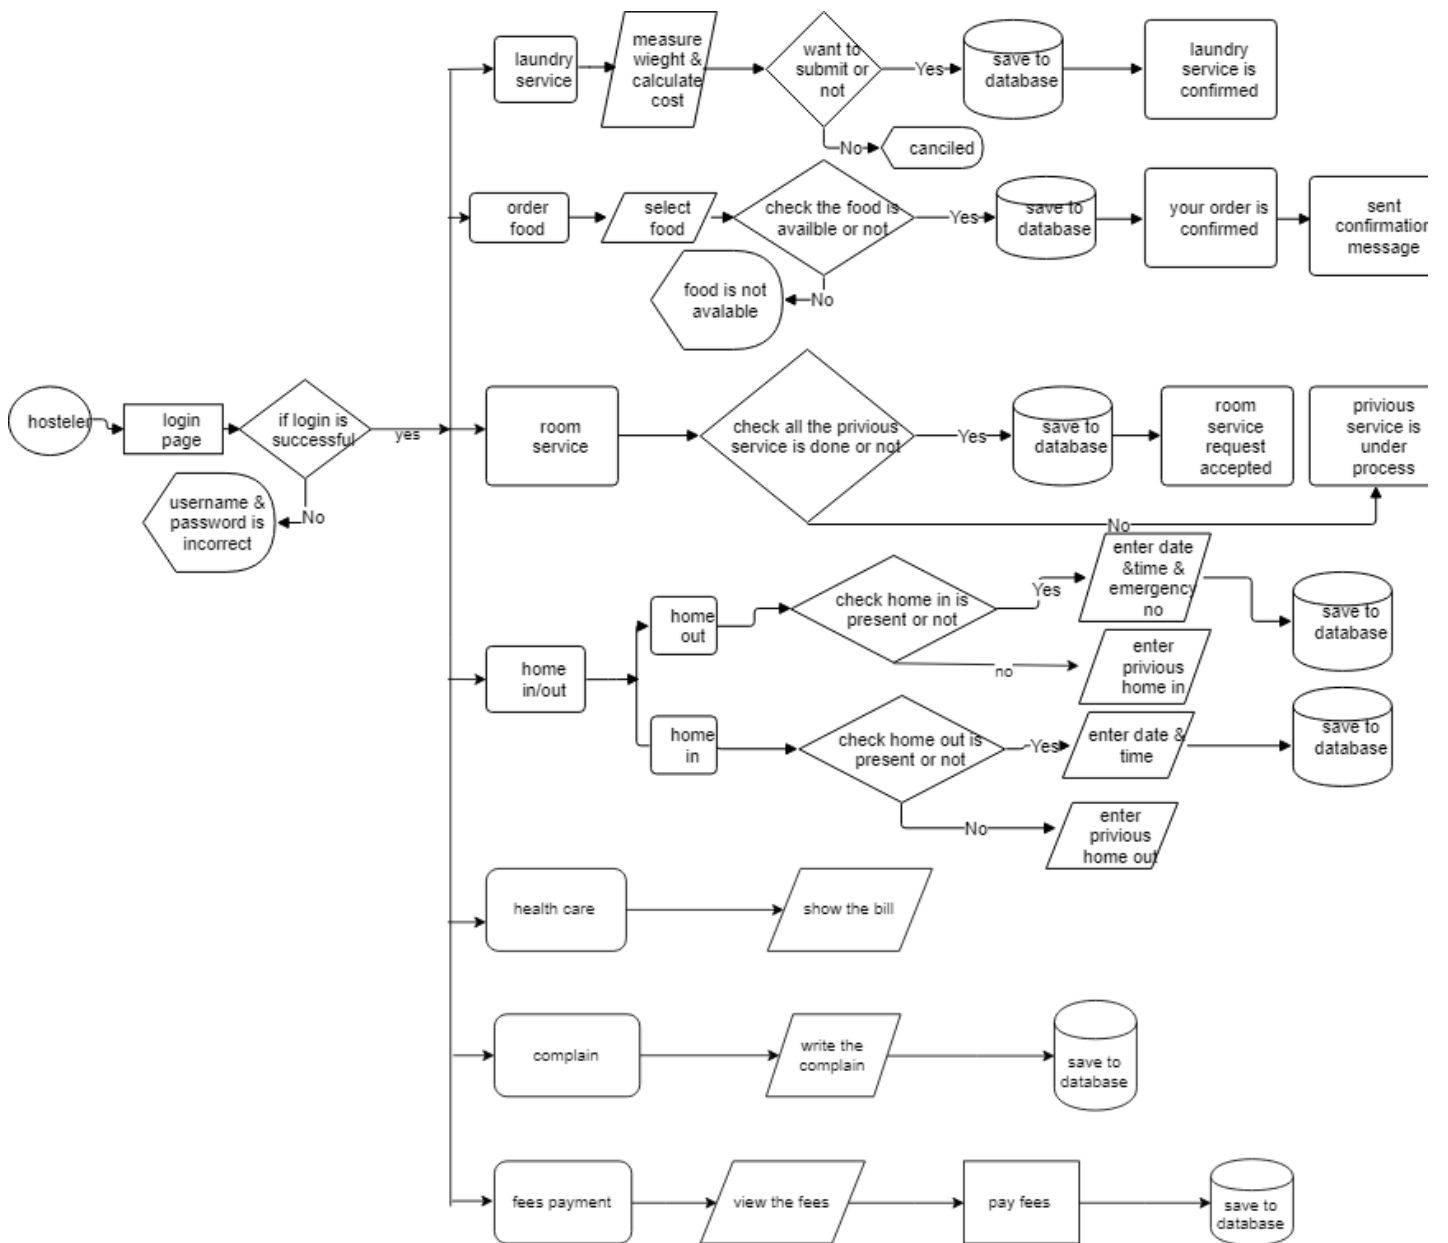 laundry
service
measure
wieght &
calculate
cost
want to
submit or
not
Yes
save to
database
laundry
service is
confirmed
No
canciled
order
food
select
food
check the food is
availble or not
Yes
save to
database
your order is
confirmed
sent
confirmation
message
No
food is not
avalable
hosteler
login
page
if login is
successful
yes
No
username &
password is
incorrect
room
service
check all the privious
service is done or not
Yes
save to
database
room
service
request
accepted
privious
service is
under
process
No
home
in/out
home
out
check home in is
present or not
Yes
enter date
&time &
emergency
no
save to
database
no
enter
privious
home in
home
in
check home out is
present or not
Yes
enter date &
time
save to
database
No
enter
privious
home out
health care
show the bill
complain
write the
complain
save to
database
fees payment
view the fees
pay fees
save to
database